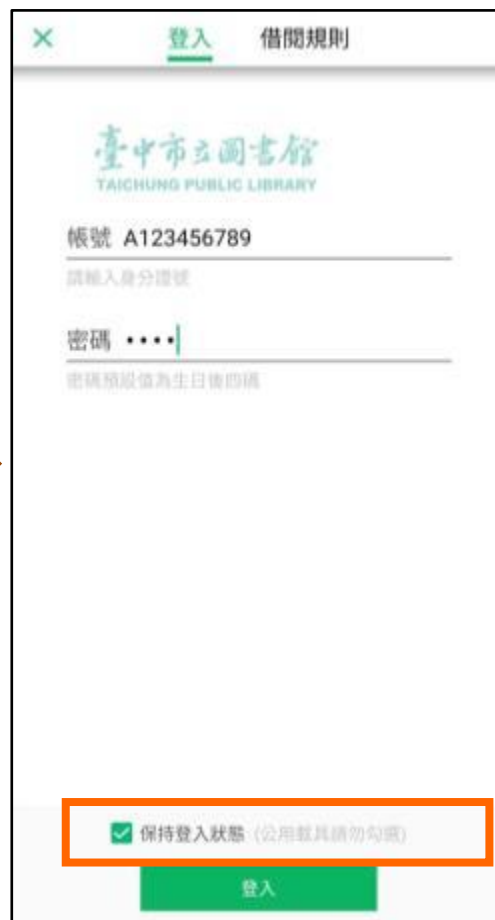 登入 借閱規則
臺中市立圖書館
TAICHUNG PUBLIC LIBRARY
帳號 A123456789
請輸入身分證號
密碼 ••••
密碼預設值為生日後四碼
保持登入狀態 (公用載具請勿勾選)
登入